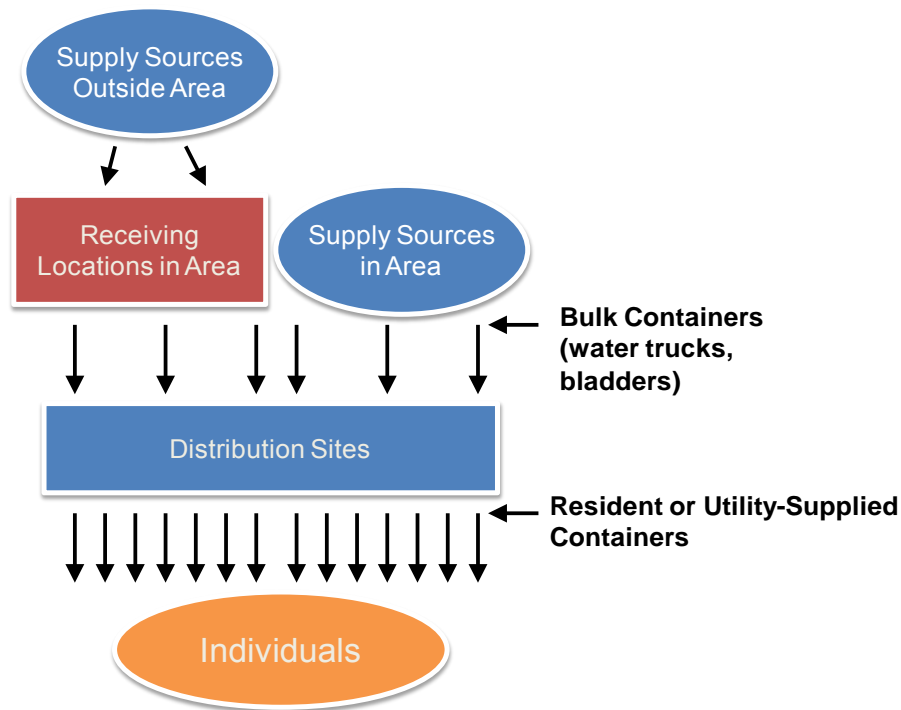 Supply Sources
Outside Area
Receiving
Locations in Area
Supply Sources
in Area
Bulk Containers
(water trucks,
bladders)
Distribution Sites
Resident or Utility-Supplied
Containers
Individuals